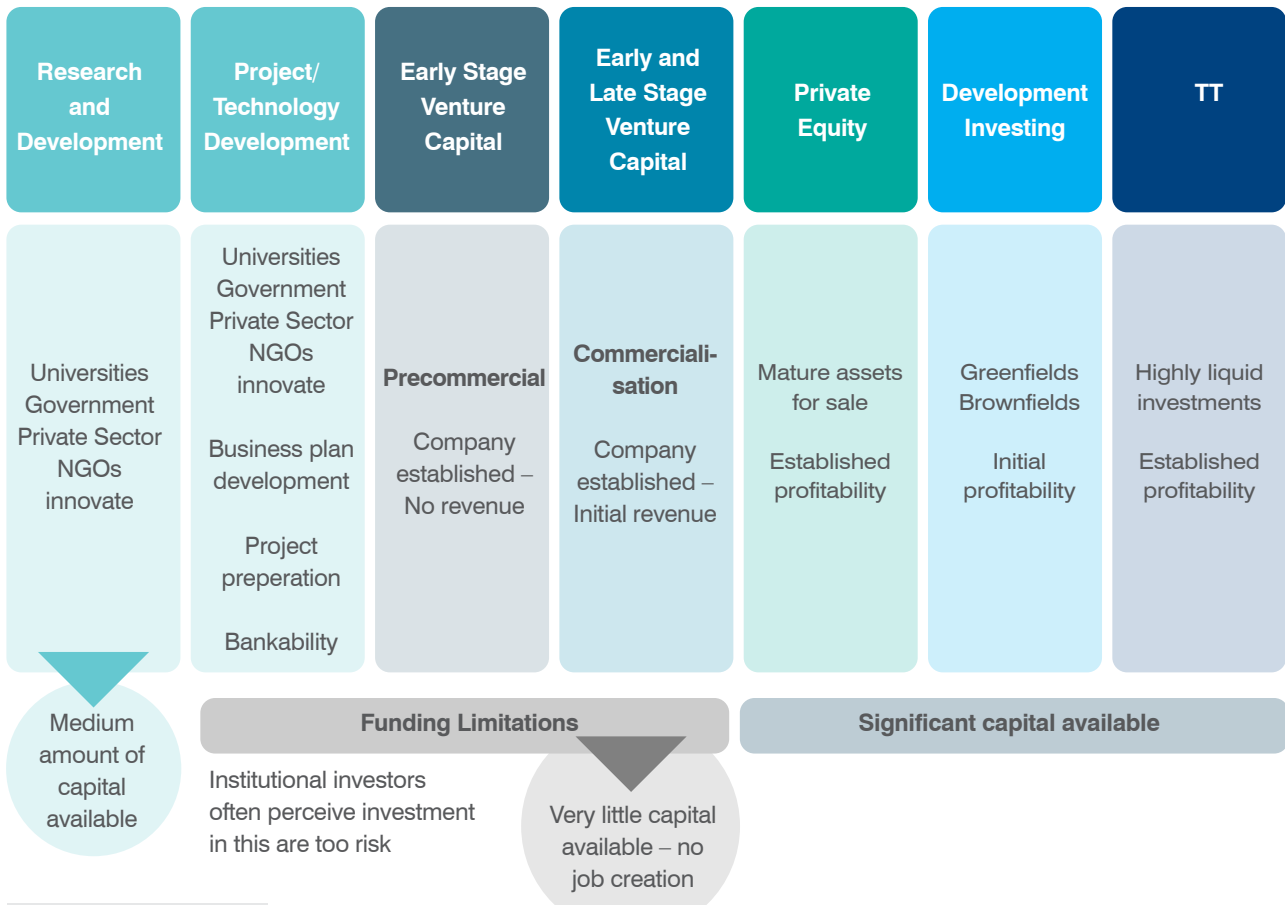 Research
and
Development
Project/
Technology
Development
Early Stage
Venture
Capital
Early and
Late Stage
Venture
Capital
Private
Equity
Development
Investing
TT
Universities
Government
Private Sector
NGOs
innovate
Universities
Government
Private Sector
NGOs
innovate
Business plan
development
Project
preperation
Bankability
Precommercial
Company
established –
No revenue
Commerciali-
sation
Company
established –
Initial revenue
Mature assets
for sale
Established
profitability
Greenfields
Brownfields
Initial
profitability
Highly liquid
investments
Established
profitability
Medium
amount of
capital
available
Funding Limitations
Institutional investors
often perceive investment
in this are too risk
Very little capital
available – no
job creation
Significant capital available